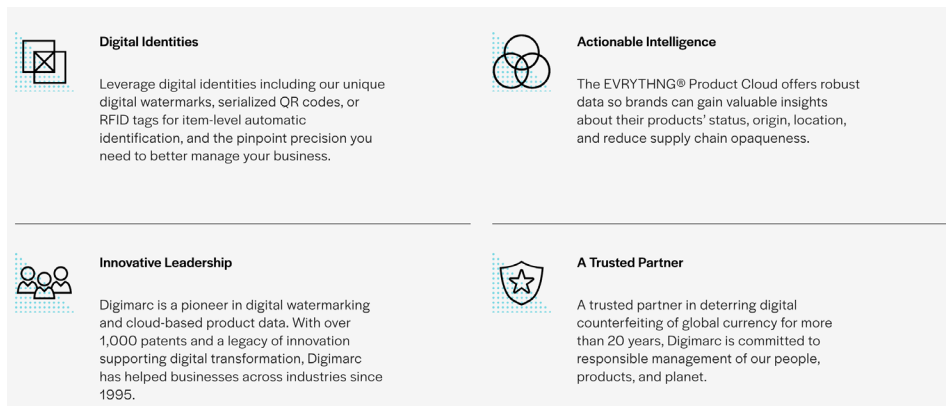 Digital Identities
Leverage digital identities including our unique
digital watermarks, serialized QR codes, or
RFID tags for item-level automatic
identification, and the pinpoint precision you
need to better manage your business.
Actionable Intelligence
The EVRYTHNG® Product Cloud offers robust
data so brands can gain valuable insights
about their products' status, origin, location,
and reduce supply chain opaqueness.
Innovative Leadership
Digimarc is a pioneer in digital watermarking
and cloud-based product data. With over
1,000 patents and a legacy of innovation
supporting digital transformation, Digimarc
has helped businesses across industries since
1995.
A Trusted Partner
A trusted partner in deterring digital
counterfeiting of global currency for more
than 20 years, Digimarc is committed to
responsible management of our people,
products, and planet.